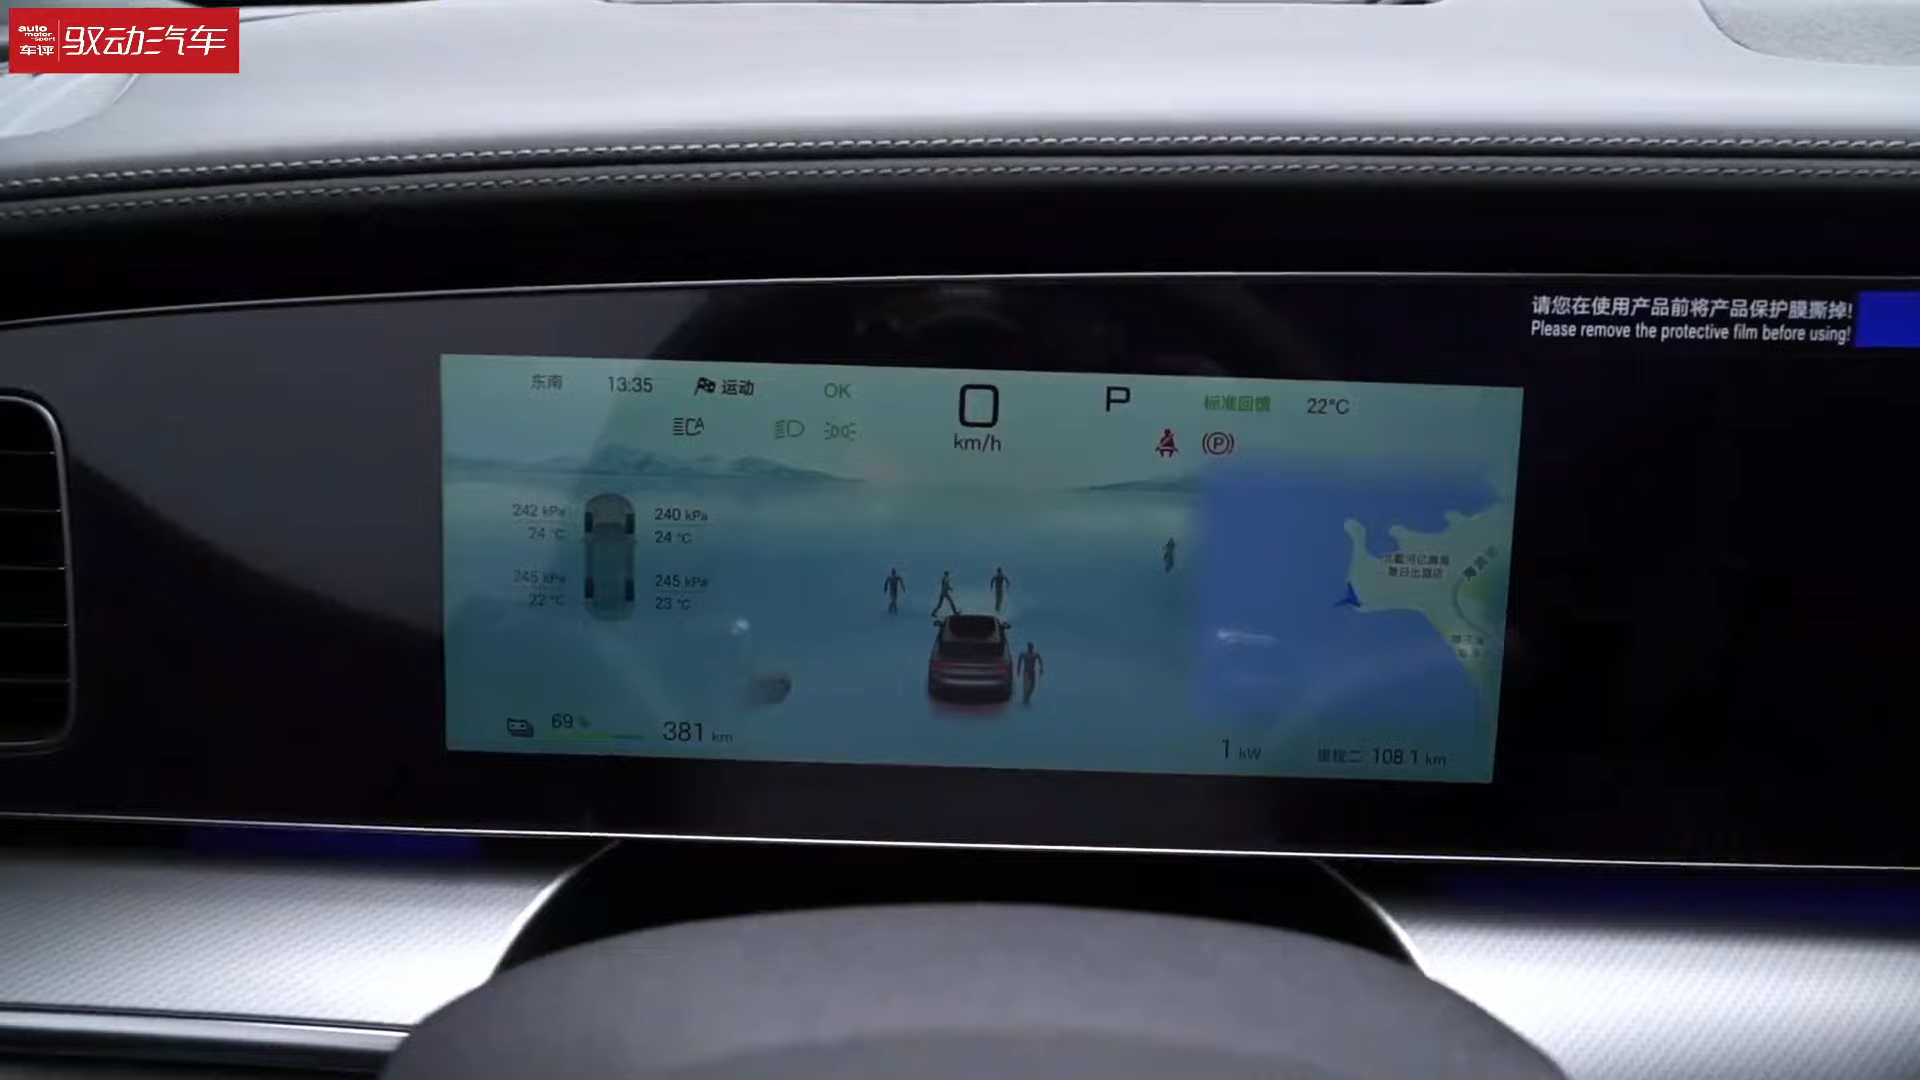 auto
motor
sport
车评
驭动汽车
请您在使用产品前将产品保护膜撕掉!
Please remove the protective film before using!
东南 13:35 运动 OK 0 P 标准回馈 22°C
km/h
242 kPa 240 kPa
24 °C 24 °C
245 kPa 245 kPa
22 °C 23 °C
69 % 381 km 1 kW 里程二 108.1 km